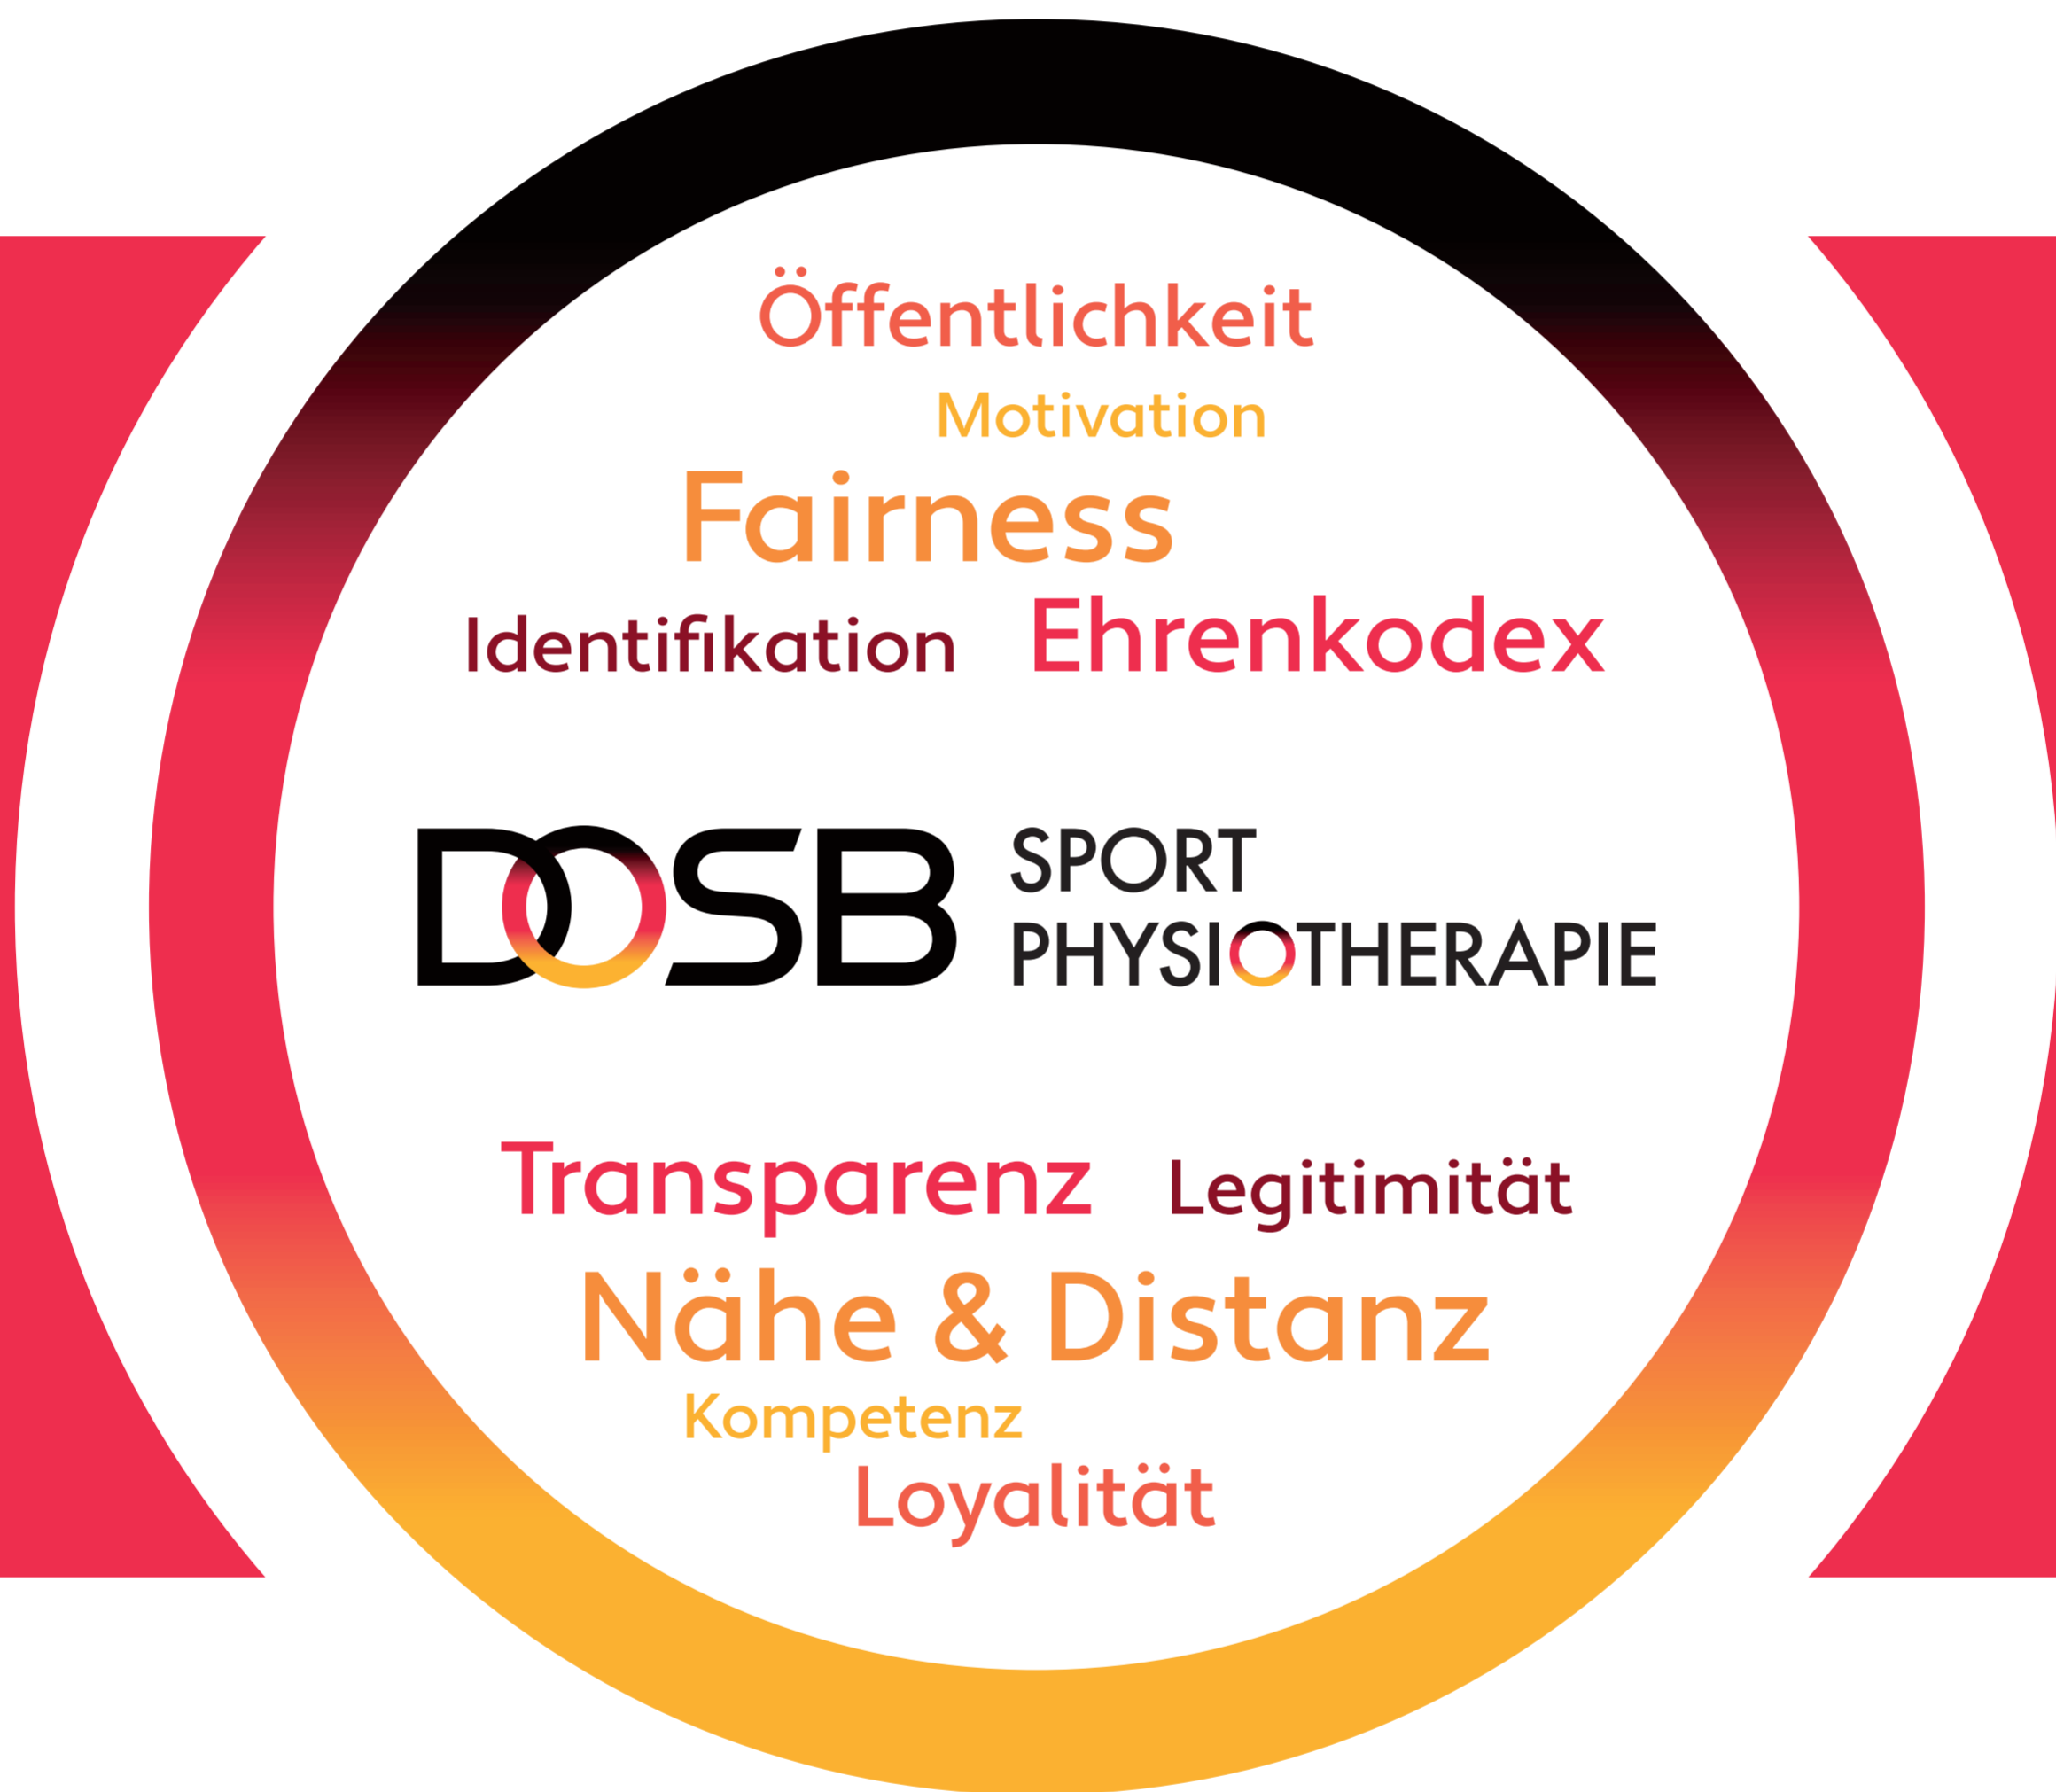 Öffentlichkeit
Motivation
Fairness
Identifikation Ehrenkodex
DOSB SPORT
PHYSIOTHERAPIE
Transparenz Legitimität
Nähe & Distanz
Kompetenz
Loyalität